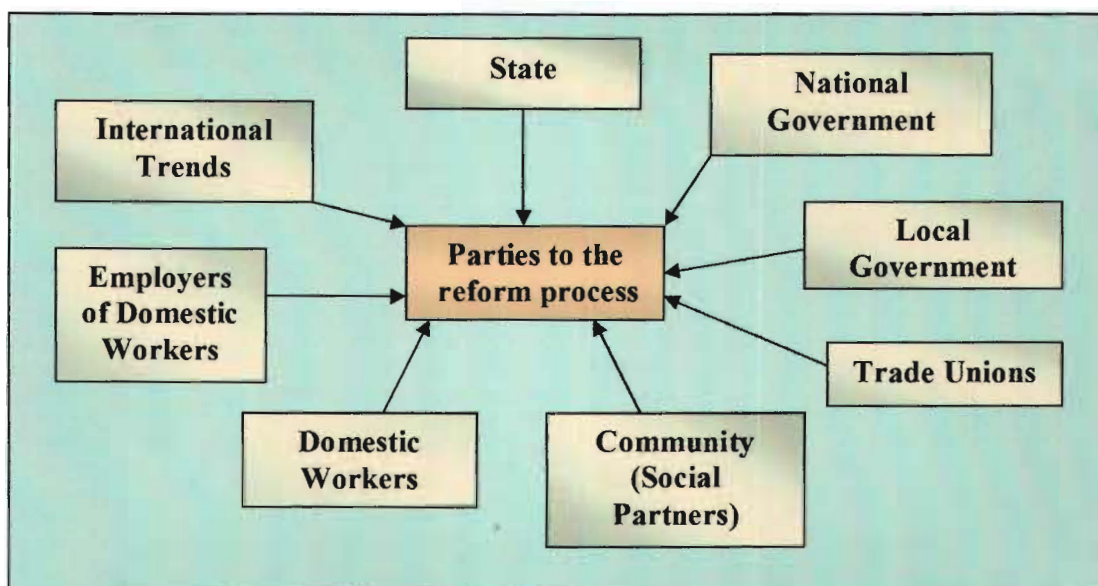 State
National
Government
International
Trends
Parties to the
reform process
Local
Government
Employers
of Domestic
Workers
Trade Unions
Domestic
Workers
Community
(Social
Partners)